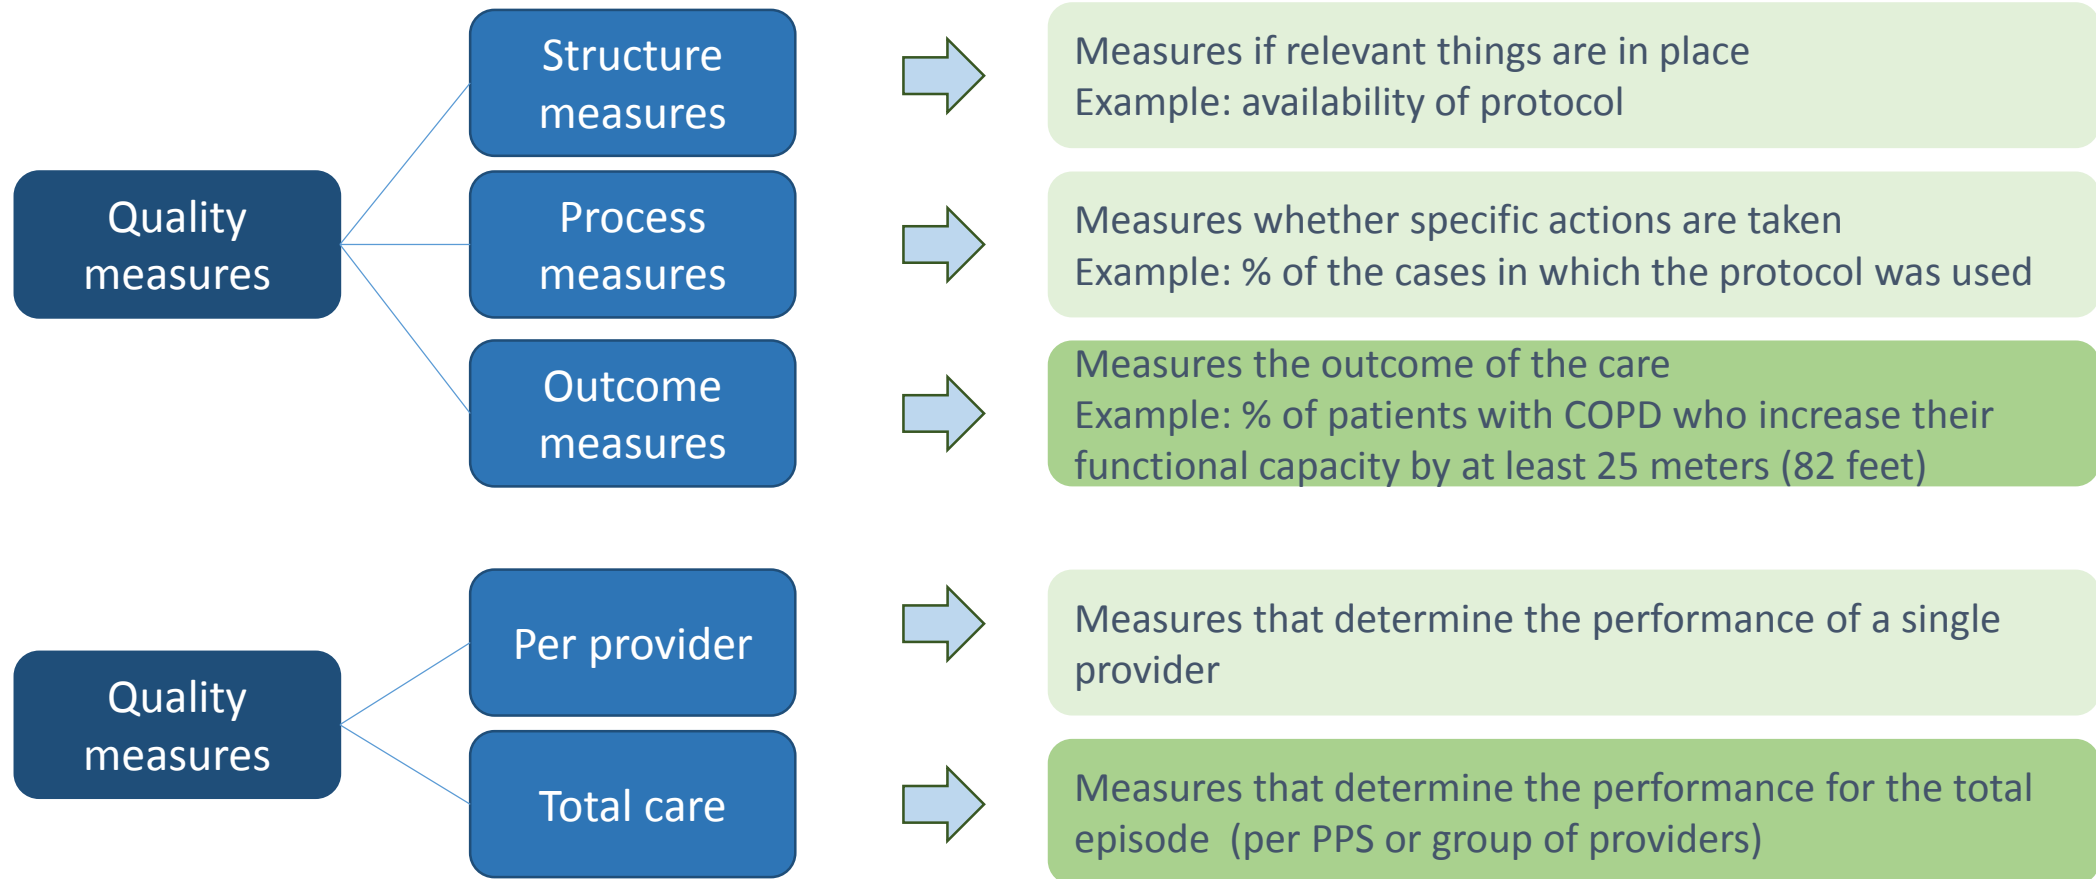 Quality
measures
Structure
measures
Measures if relevant things are in place
Example: availability of protocol
Process
measures
Measures whether specific actions are taken
Example: % of the cases in which the protocol was used
Outcome
measures
Measures the outcome of the care
Example: % of patients with COPD who increase their
functional capacity by at least 25 meters (82 feet)
Quality
measures
Per provider
Measures that determine the performance of a single
provider
Total care
Measures that determine the performance for the total
episode  (per PPS or group of providers)